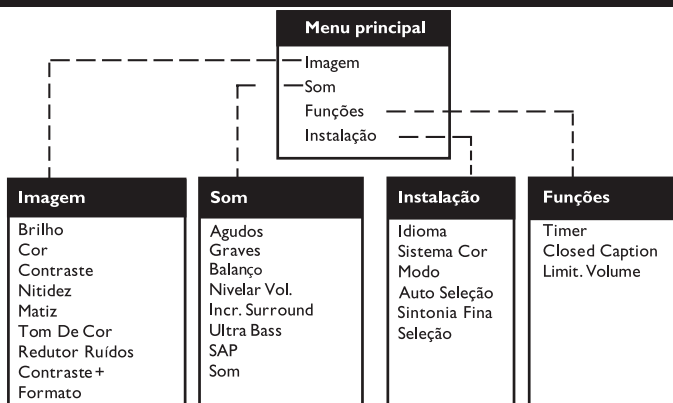 Menu principal
Imagem
Som
Funções
Instalação
Imagem
Brilho
Cor
Contraste
Nitidez
Matiz
Tom De Cor
Redutor Ruídos
Contraste+
Formato
Som
Agudos
Graves
Balanço
Nivelar Vol.
Incr. Surround
Ultra Bass
SAP
Som
Instalação
Idioma
Sistema Cor
Modo
Auto Seleção
Sintonia Fina
Seleção
Funções
Timer
Closed Caption
Limit. Volume